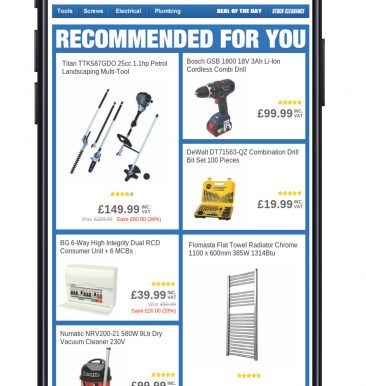 Tools Screws Electrical Plumbing DEAL OF THE DAY OTHER CLEARANCE
RECOMMENDED FOR YOU
Titan TTK587GDO 25cc 1.1hp Petrol
Landscaping Multi-Tool
£149.99 INC. VAT
Was £229.99 Save £80.00 (34%)
Bosch GSB 1800 18V 3Ah Li-Ion
Cordless Combi Drill
£99.99 INC. VAT
DeWalt DT71563-QZ Combination Drill
Bit Set 100 Pieces
£19.99 INC. VAT
BG 6-Way High Integrity Dual RCD
Consumer Unit + 6 MCBs
£39.99 INC. VAT
Was £59.99
Save £20.00 (33%)
Flomasta Flat Towel Radiator Chrome
1100 x 600mm 385W 1314Btu
Numatic NRV200-21 580W 9Ltr Dry
Vacuum Cleaner 230V
£99.99 INC.